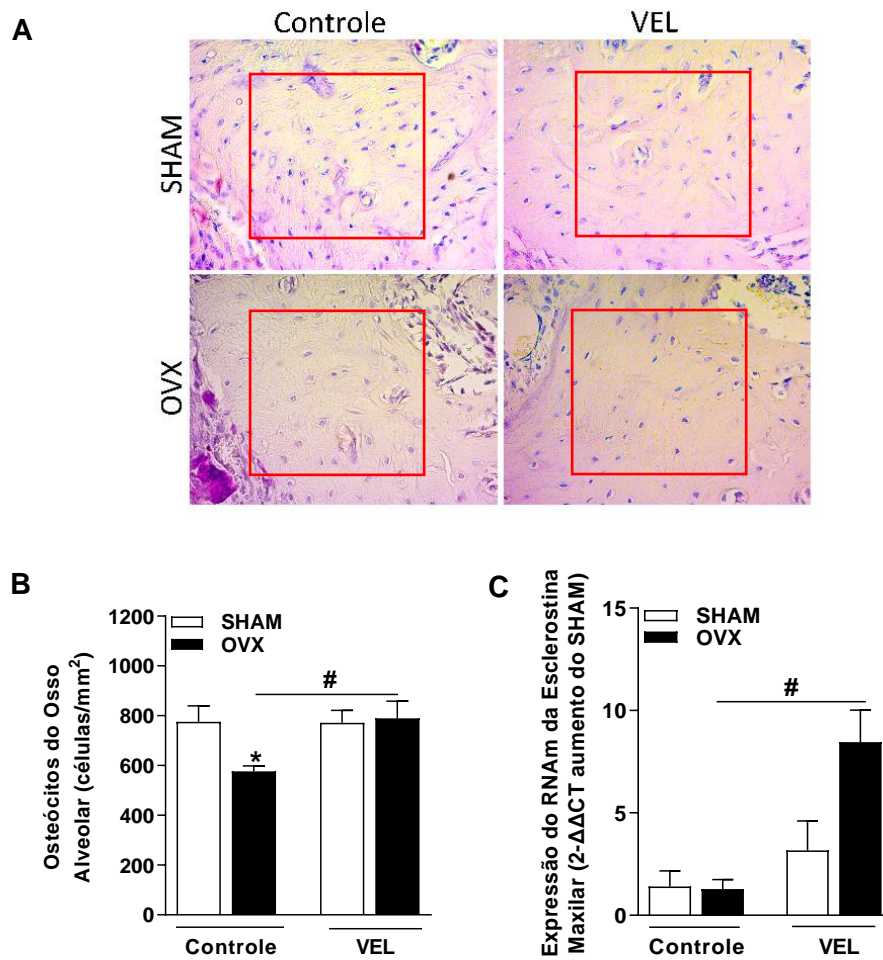 A
Controle
VEL
SHAM
OVX
B
Osteócitos do Osso
Alveolar (células/mm²)
1200
1000
800
600
400
200
0
SHAM
OVX
#
*
Controle
VEL
C
Expressão do RNAm da Esclerostina
Maxilar (2-ΔΔCT aumento do SHAM)
15
10
5
0
SHAM
OVX
#
Controle
VEL